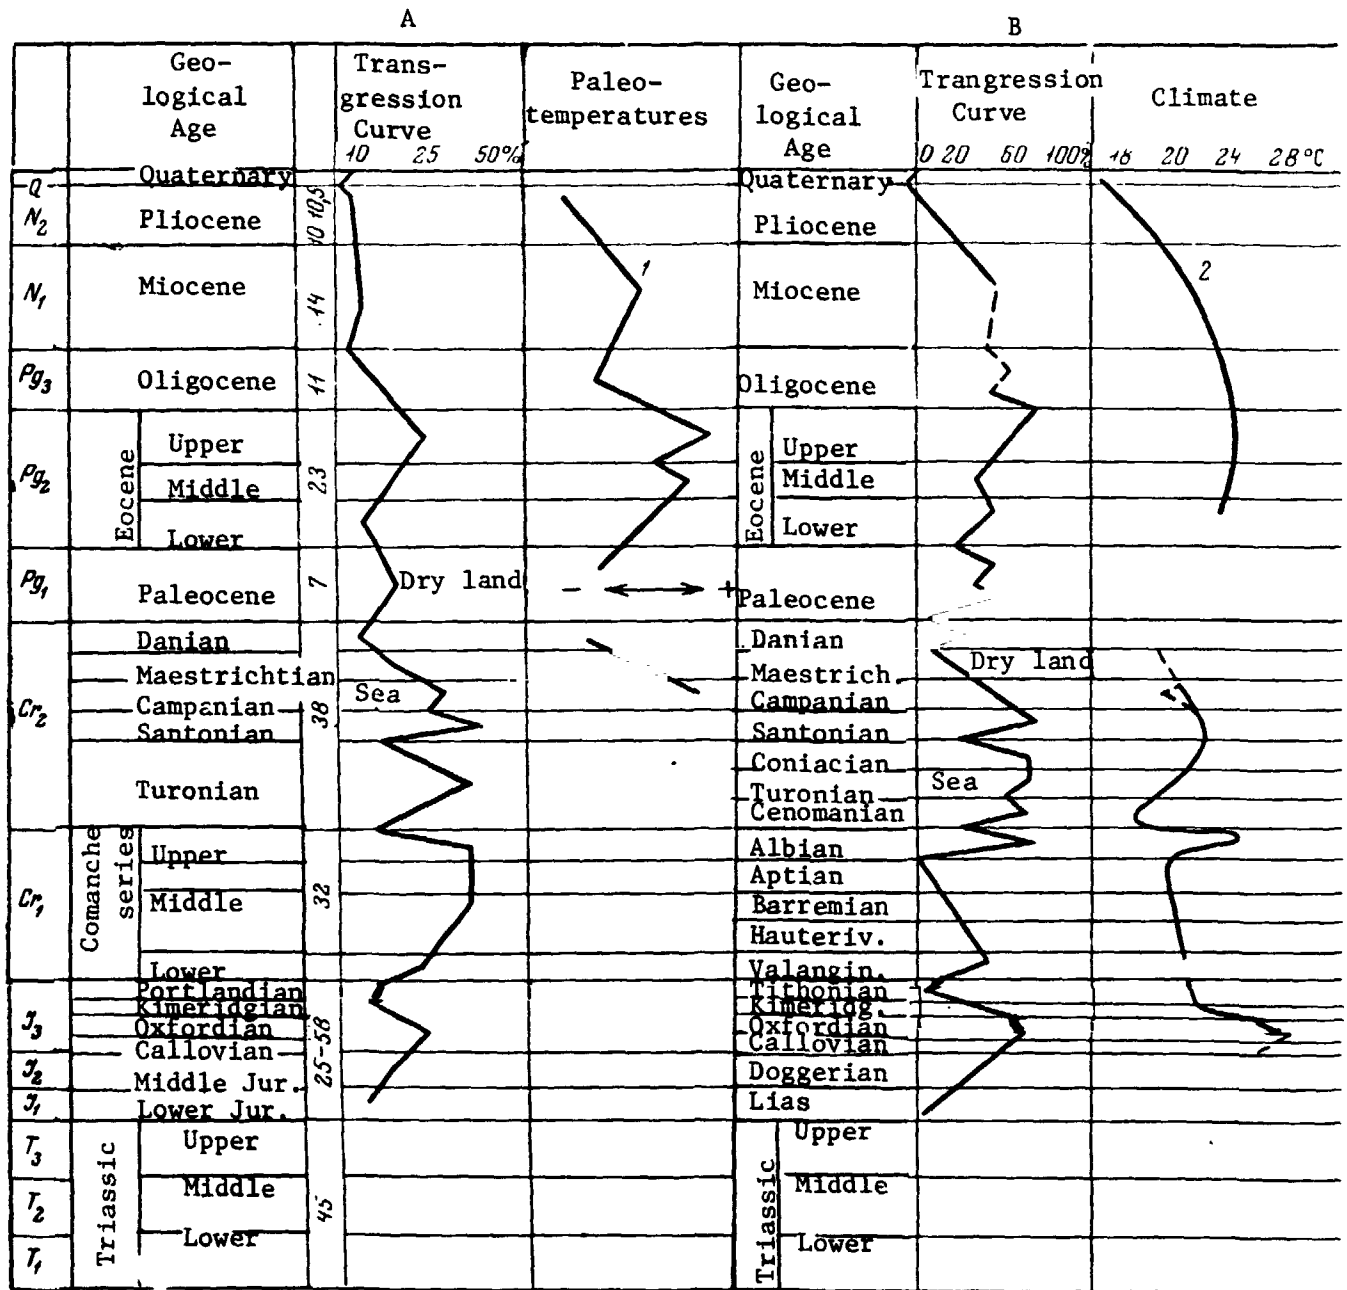 A
B
Geo-
logical
Age
Trans-
gression
Curve
10 25 50%
Paleo-
temperatures
Geo-
logical
Age
Trangression
Curve
0 20 60 100%
Climate
16 20 24 28°C
Q
Quaternary
10,5
Quaternary
N₂
Pliocene
10
Pliocene
N₁
Miocene
14
1
Miocene
2
Pg₃
Oligocene
11
Oligocene
Pg₂
Eocene
Upper
Middle
Lower
23
Eocene
Upper
Middle
Lower
Pg₁
Paleocene
7
Dry land
- +
Paleocene
Cr₂
Danian
Maestrichtian
Campanian
Santonian
Turonian
38
Sea
Danian
Maestrich.
Campanian
Santonian
Coniacian
Turonian
Cenomanian
Dry land
Sea
Cr₁
Comanche
series
Upper
Middle
Lower
32
Albian
Aptian
Barremian
Hauteriv.
Valangin.
J₃
Portlandian
Kimeridgian
Oxfordian
Callovian
25-58
Tithonian
Kimeridg.
Oxfordian
Callovian
J₂
Middle Jur.
Doggerian
J₁
Lower Jur.
Lias
T₃
T₂
T₁
Triassic
Upper
Middle
Lower
45
Triassic
Upper
Middle
Lower